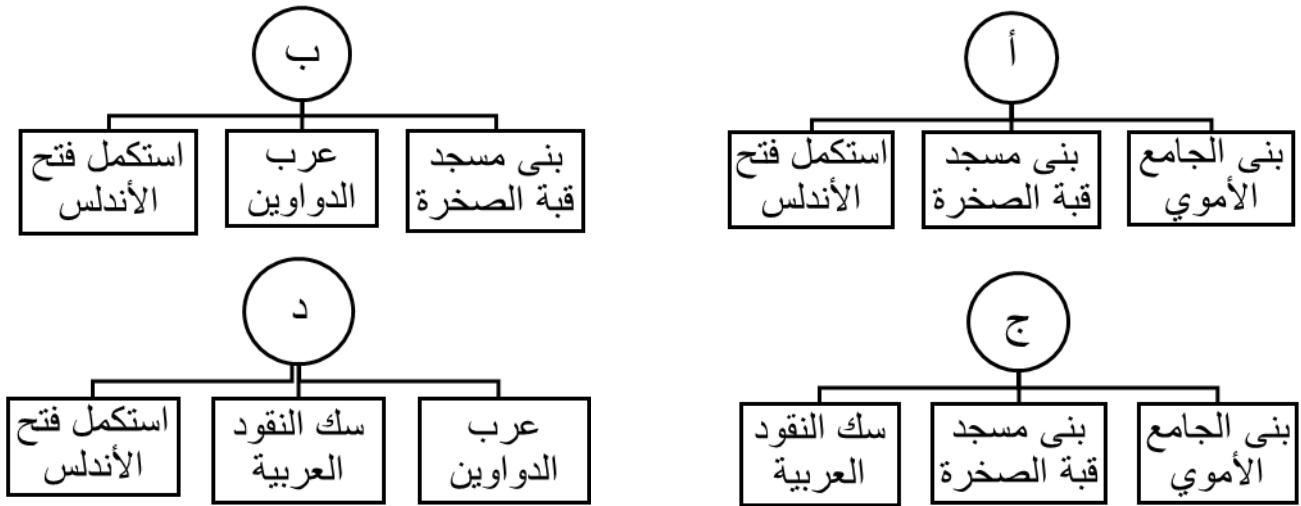 أ
بنى الجامع
الأموي
بنى مسجد
قبة الصخرة
استكمل فتح
الأندلس
ب
بنى مسجد
قبة الصخرة
عرب
الدواوين
استكمل فتح
الأندلس
ج
بنى الجامع
الأموي
بنى مسجد
قبة الصخرة
سك النقود
العربية
د
عرب
الدواوين
سك النقود
العربية
استكمل فتح
الأندلس